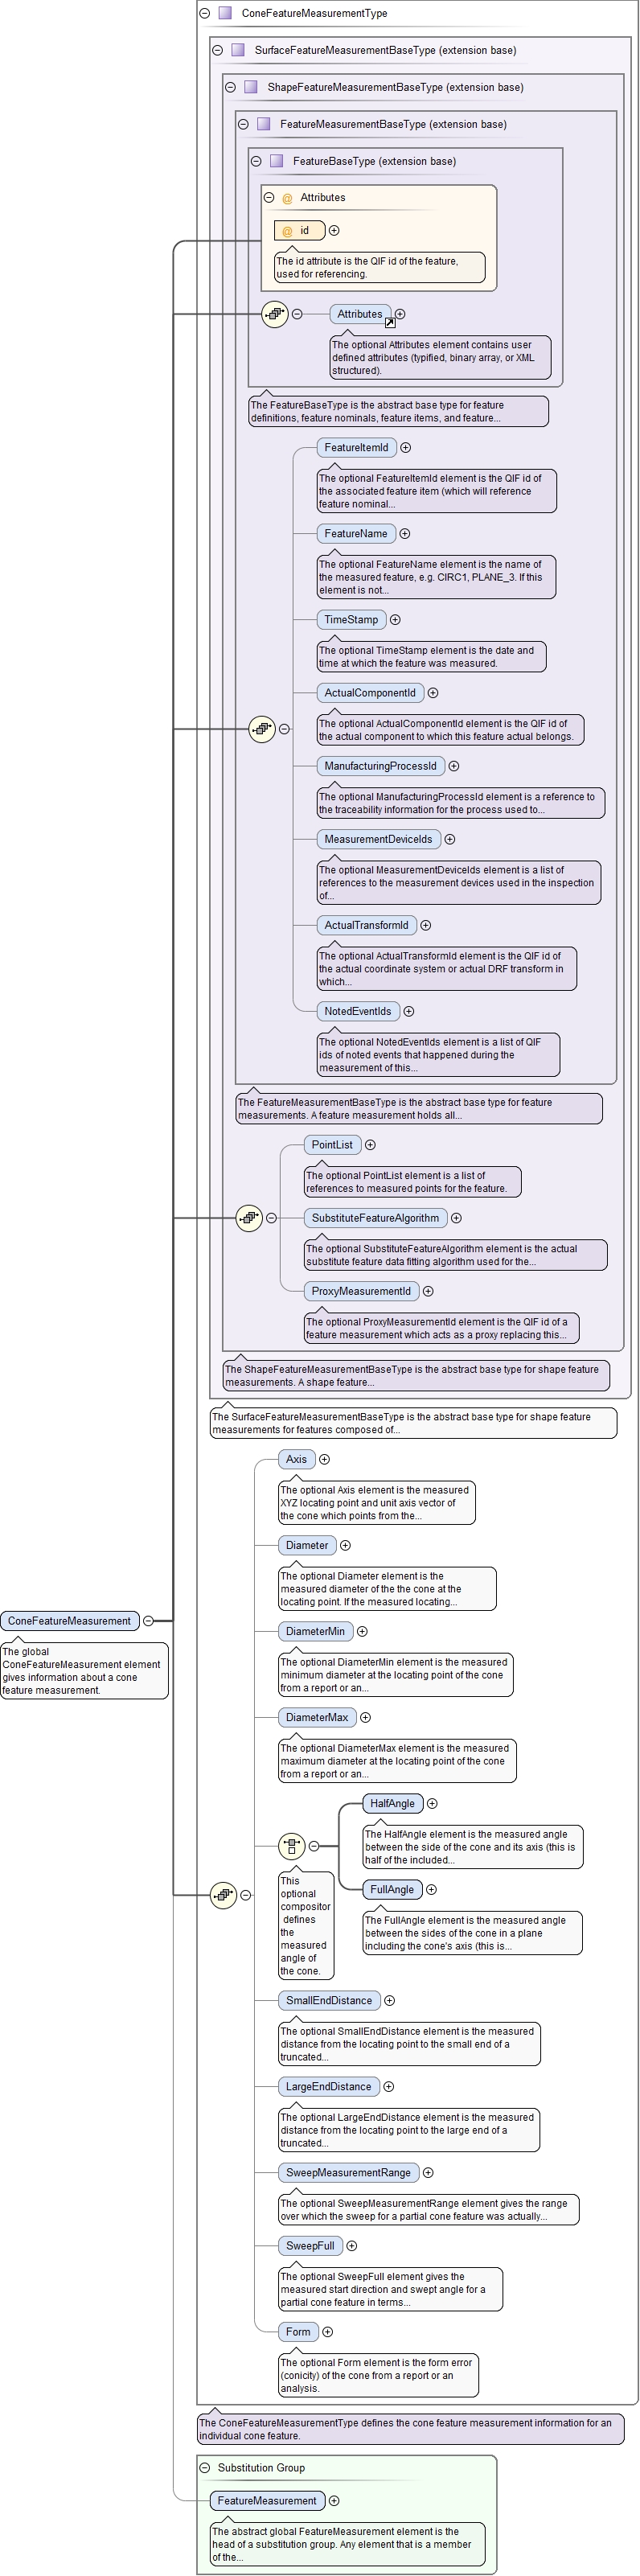 ConeFeatureMeasurementType
SurfaceFeatureMeasurementBaseType (extension base)
ShapeFeatureMeasurementBaseType (extension base)
FeatureMeasurementBaseType (extension base)
FeatureBaseType (extension base)
@ Attributes
@ id
The id attribute is the QIF id of the feature,
used for referencing.
Attributes
The optional Attributes element contains user
defined attributes (typified, binary array, or XML
structured).
The FeatureBaseType is the abstract base type for feature
definitions, feature nominals, feature items, and feature...
FeatureItemId
The optional FeatureItemId element is the QIF id of
the associated feature item (which will reference
feature nominal...
FeatureName
The optional FeatureName element is the name of
the measured feature, e.g. CIRC1, PLANE_3. If this
element is not...
TimeStamp
The optional TimeStamp element is the date and
time at which the feature was measured.
ActualComponentId
The optional ActualComponentId element is the QIF id of
the actual component to which this feature actual belongs.
ManufacturingProcessId
The optional ManufacturingProcessId element is a reference to
the traceability information for the process used to...
MeasurementDeviceIds
The optional MeasurementDeviceIds element is a list of
references to the measurement devices used in the inspection
of...
ActualTransformId
The optional ActualTransformId element is the QIF id of
the actual coordinate system or actual DRF transform in
which...
NotedEventIds
The optional NotedEventIds element is a list of QIF
ids of noted events that happened during the
measurement of this...
The FeatureMeasurementBaseType is the abstract base type for feature
measurements. A feature measurement holds all...
PointList
The optional PointList element is a list of
references to measured points for the feature.
SubstituteFeatureAlgorithm
The optional SubstituteFeatureAlgorithm element is the actual
substitute feature data fitting algorithm used for the...
ProxyMeasurementId
The optional ProxyMeasurementId element is the QIF id of a
feature measurement which acts as a proxy replacing this...
The ShapeFeatureMeasurementBaseType is the abstract base type for shape feature
measurements. A shape feature...
The SurfaceFeatureMeasurementBaseType is the abstract base type for shape feature
measurements for features composed of...
Axis
The optional Axis element is the measured
XYZ locating point and unit axis vector of
the cone which points from the...
Diameter
The optional Diameter element is the
measured diameter of the the cone at the
locating point. If the measured locating...
ConeFeatureMeasurement
The global
ConeFeatureMeasurement element
gives information about a cone
feature measurement.
DiameterMin
The optional DiameterMin element is the measured
minimum diameter at the locating point of the cone
from a report or an...
DiameterMax
The optional DiameterMax element is the measured
maximum diameter at the locating point of the cone
from a report or an...
HalfAngle
The HalfAngle element is the measured angle
between the side of the cone and its axis (this is
half of the included...
This
optional
compositor
defines
the
measured
angle of
the cone.
FullAngle
The FullAngle element is the measured angle
between the sides of the cone in a plane
including the cone's axis (this is...
SmallEndDistance
The optional SmallEndDistance element is the measured
distance from the locating point to the small end of a
truncated...
LargeEndDistance
The optional LargeEndDistance element is the measured
distance from the locating point to the large end of a
truncated...
SweepMeasurementRange
The optional SweepMeasurementRange element gives the range
over which the sweep for a partial cone feature was actually...
SweepFull
The optional SweepFull element gives the
measured start direction and swept angle for a
partial cone feature in terms...
Form
The optional Form element is the form error
(conicity) of the cone from a report or an
analysis.
The ConeFeatureMeasurementType defines the cone feature measurement information for an
individual cone feature.
Substitution Group
FeatureMeasurement
The abstract global FeatureMeasurement element is the
head of a substitution group. Any element that is a member
of the...